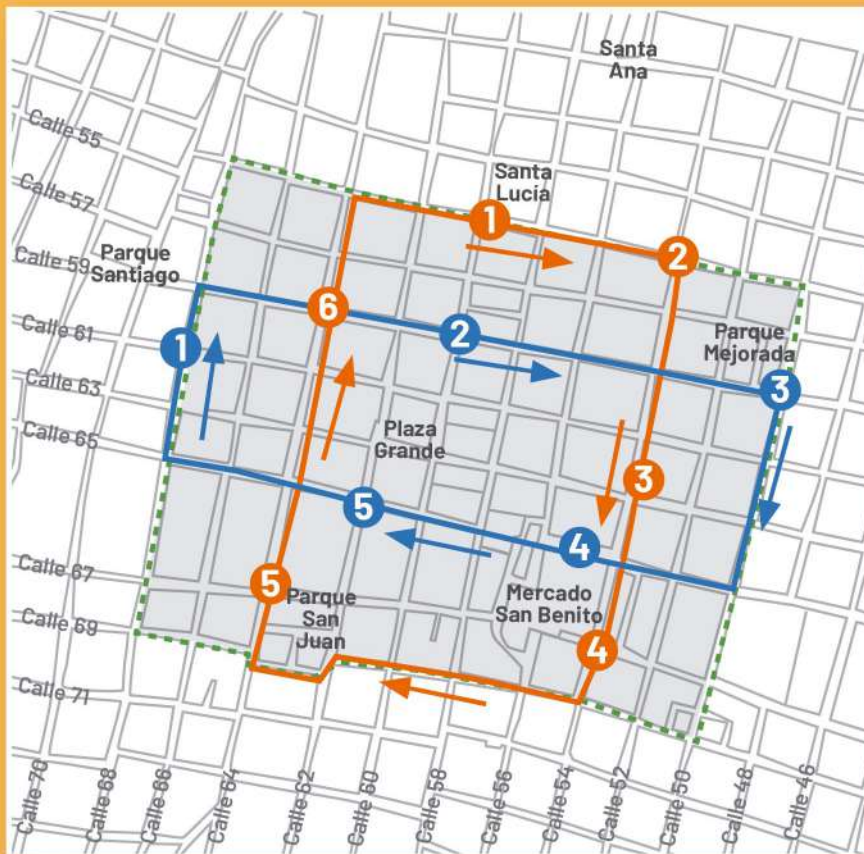 Santa
Ana
Calle 55
Santa
Lucia
Calle 57
1
2
Parque
Santiago
Calle 59
6
Parque
Mejorada
Calle 61
1
2
3
Calle 63
Plaza
Grande
Calle 65
3
5
4
Calle 67
5
Parque
San
Juan
Mercado
San Benito
Calle 69
4
Calle 71
Calle 70
Calle 68
Calle 66
Calle 64
Calle 62
Calle 60
Calle 58
Calle 56
Calle 54
Calle 52
Calle 50
Calle 48
Calle 46